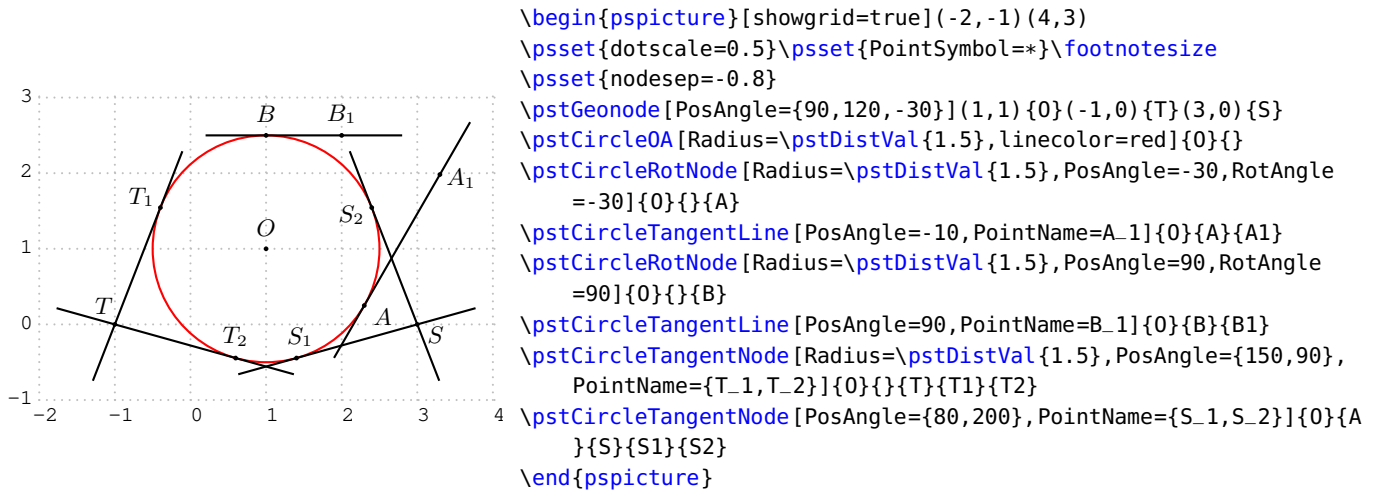 3
2
1
0
−1
−2
−1
0
1
2
3
4
B
B1
A1
T1
S2
O
T
A
S
T2
S1
\begin{pspicture}[showgrid=true](-2,-1)(4,3)
\psset{dotscale=0.5}\psset{PointSymbol=*}\footnotesize
\psset{nodesep=-0.8}
\pstGeonode[PosAngle={90,120,-30}](1,1){O}(-1,0){T}(3,0){S}
\pstCircleOA[Radius=\pstDistVal{1.5},linecolor=red]{O}{}
\pstCircleRotNode[Radius=\pstDistVal{1.5},PosAngle=-30,RotAngle
=-30]{O}{}{A}
\pstCircleTangentLine[PosAngle=-10,PointName=A_1]{O}{A}{A1}
\pstCircleRotNode[Radius=\pstDistVal{1.5},PosAngle=90,RotAngle
=90]{O}{}{B}
\pstCircleTangentLine[PosAngle=90,PointName=B_1]{O}{B}{B1}
\pstCircleTangentNode[Radius=\pstDistVal{1.5},PosAngle={150,90},
PointName={T_1,T_2}]{O}{}{T}{T1}{T2}
\pstCircleTangentNode[PosAngle={80,200},PointName={S_1,S_2}]{O}{A
}{S}{S1}{S2}
\end{pspicture}